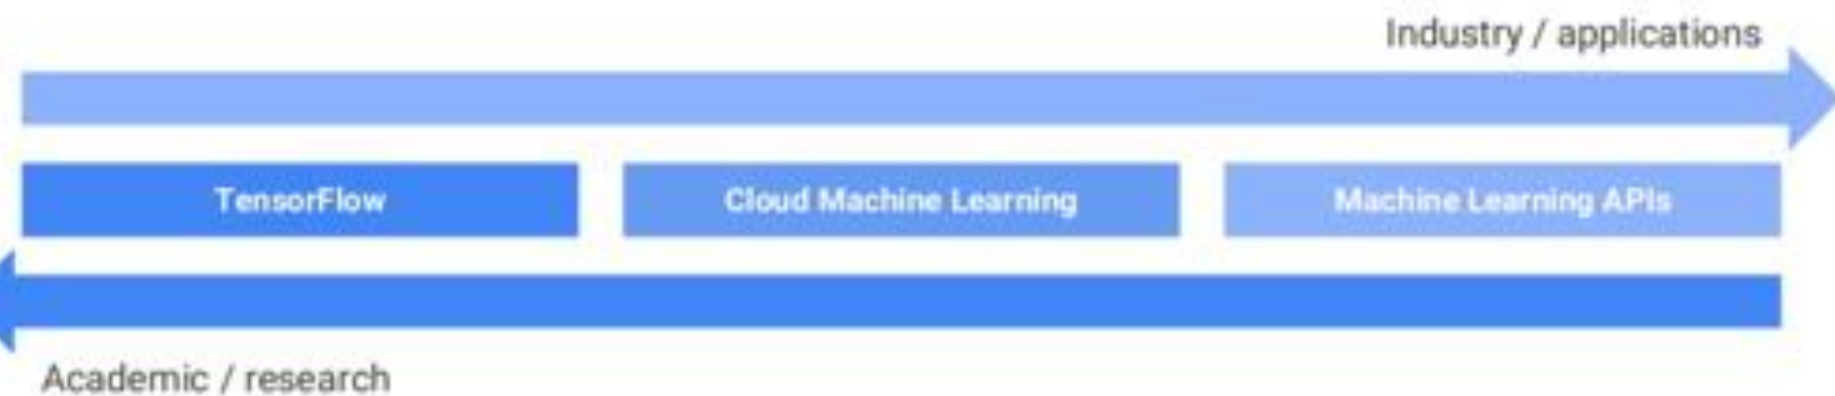 Industry / applications
TensorFlow
Cloud Machine Learning
Machine Learning APIs
Academic / research